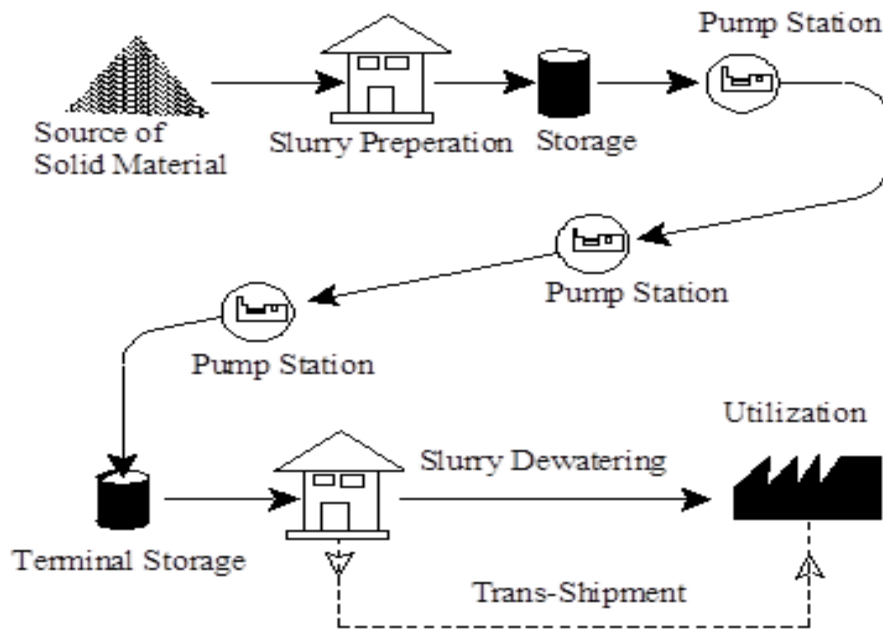 Pump Station
Source of
Solid Material
Slurry Preperation
Storage
Pump Station
Pump Station
Utilization
Slurry Dewatering
Terminal Storage
Trans-Shipment